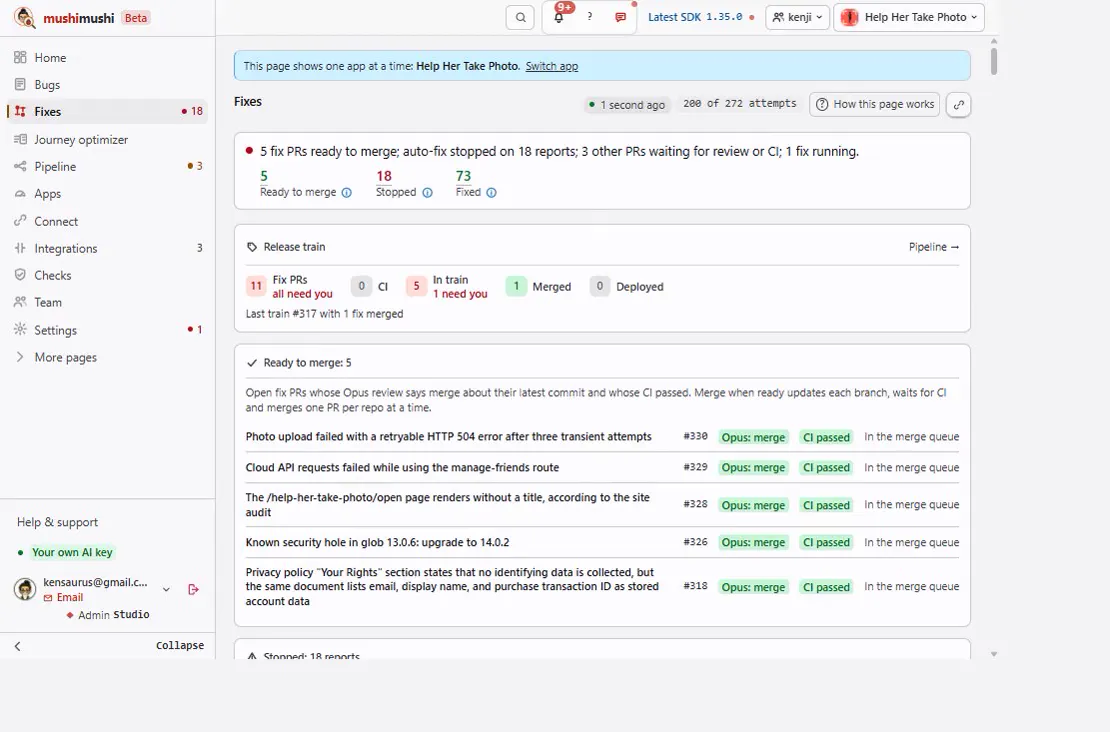 mushimushi Beta
9+
?
Latest SDK 1.35.0
kenji
Help Her Take Photo
Home
Bugs
Fixes 18
Journey optimizer
Pipeline 3
Apps
Connect
Integrations 3
Checks
Team
Settings 1
More pages
Help & support
Your own AI key
kensaurus@gmail.c...
Email
Admin Studio
Collapse
This page shows one app at a time: Help Her Take Photo. Switch app
Fixes
1 second ago
200 of 272 attempts
How this page works
5 fix PRs ready to merge; auto-fix stopped on 18 reports; 3 other PRs waiting for review or CI; 1 fix running.
5 18 73
Ready to merge Stopped Fixed
Release train
Pipeline →
11 Fix PRs all need you
0 CI
5 In train 1 need you
1 Merged
0 Deployed
Last train #317 with 1 fix merged
Ready to merge: 5
Open fix PRs whose Opus review says merge about their latest commit and whose CI passed. Merge when ready updates each branch, waits for CI
and merges one PR per repo at a time.
Photo upload failed with a retryable HTTP 504 error after three transient attempts #330 Opus: merge CI passed In the merge queue
Cloud API requests failed while using the manage-friends route #329 Opus: merge CI passed In the merge queue
The /help-her-take-photo/open page renders without a title, according to the site
audit #328 Opus: merge CI passed In the merge queue
Known security hole in glob 13.0.6: upgrade to 14.0.2 #326 Opus: merge CI passed In the merge queue
Privacy policy "Your Rights" section states that no identifying data is collected, but
the same document lists email, display name, and purchase transaction ID as stored
account data #318 Opus: merge CI passed In the merge queue
Stopped: 18 reports